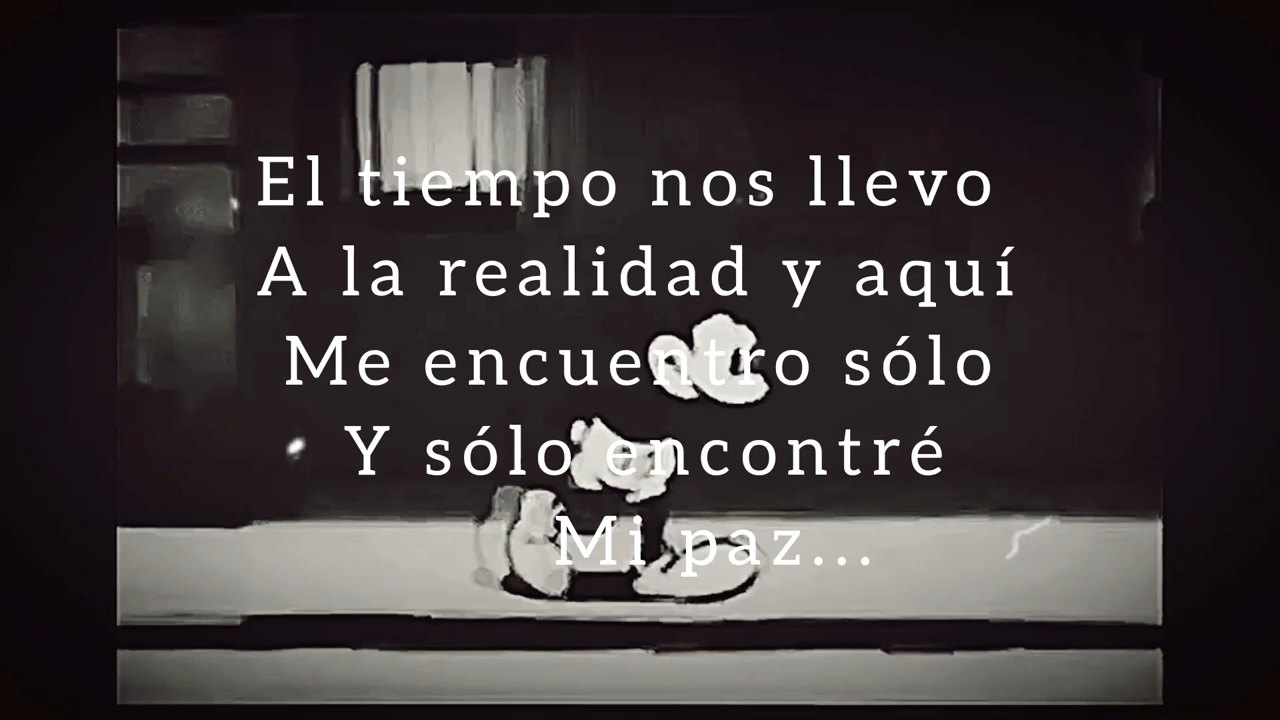 El tiempo nos llevo
A la realidad y aquí
Me encuentro sólo
Y sólo encontré
Mi paz...